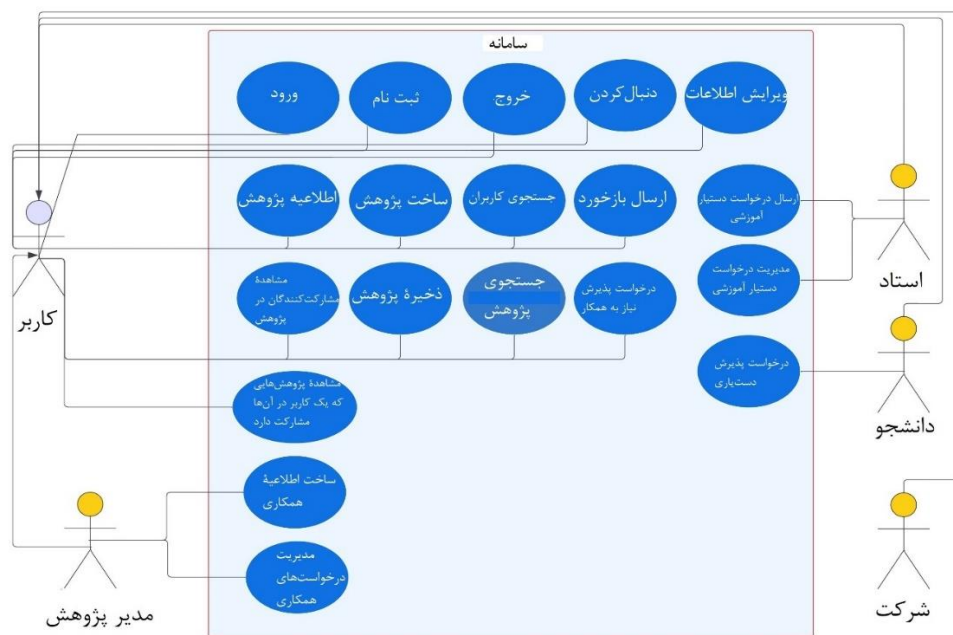 سامانه
ویرایش اطلاعات
دنبال‌کردن
خروج
ثبت نام
ورود
ارسال درخواست دستیار
آموزشی
ارسال بازخورد
جستجوی کاربران
ساخت پژوهش
اطلاعیه پژوهش
استاد
کاربر
مدیریت درخواست
دستیار آموزشی
درخواست پذیرش
نیاز به همکار
جستجوی
پژوهش
ذخیرهٔ پژوهش
مشاهدهٔ
مشارکت‌کنندگان در
پژوهش
درخواست پذیرش
دست‌یاری
دانشجو
مشاهدهٔ پژوهش‌هایی
که یک کاربر در آن‌ها
مشارکت دارد
ساخت اطلاعیهٔ
همکاری
مدیریت
درخواست‌های
همکاری
شرکت
مدیر پژوهش